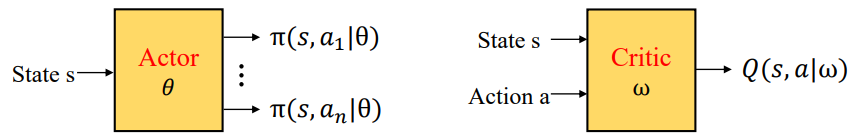 State s
Actor
θ
π(s, a₁|θ)
⋮
π(s, aₙ|θ)
State s
Action a
Critic
ω
Q(s, a|ω)